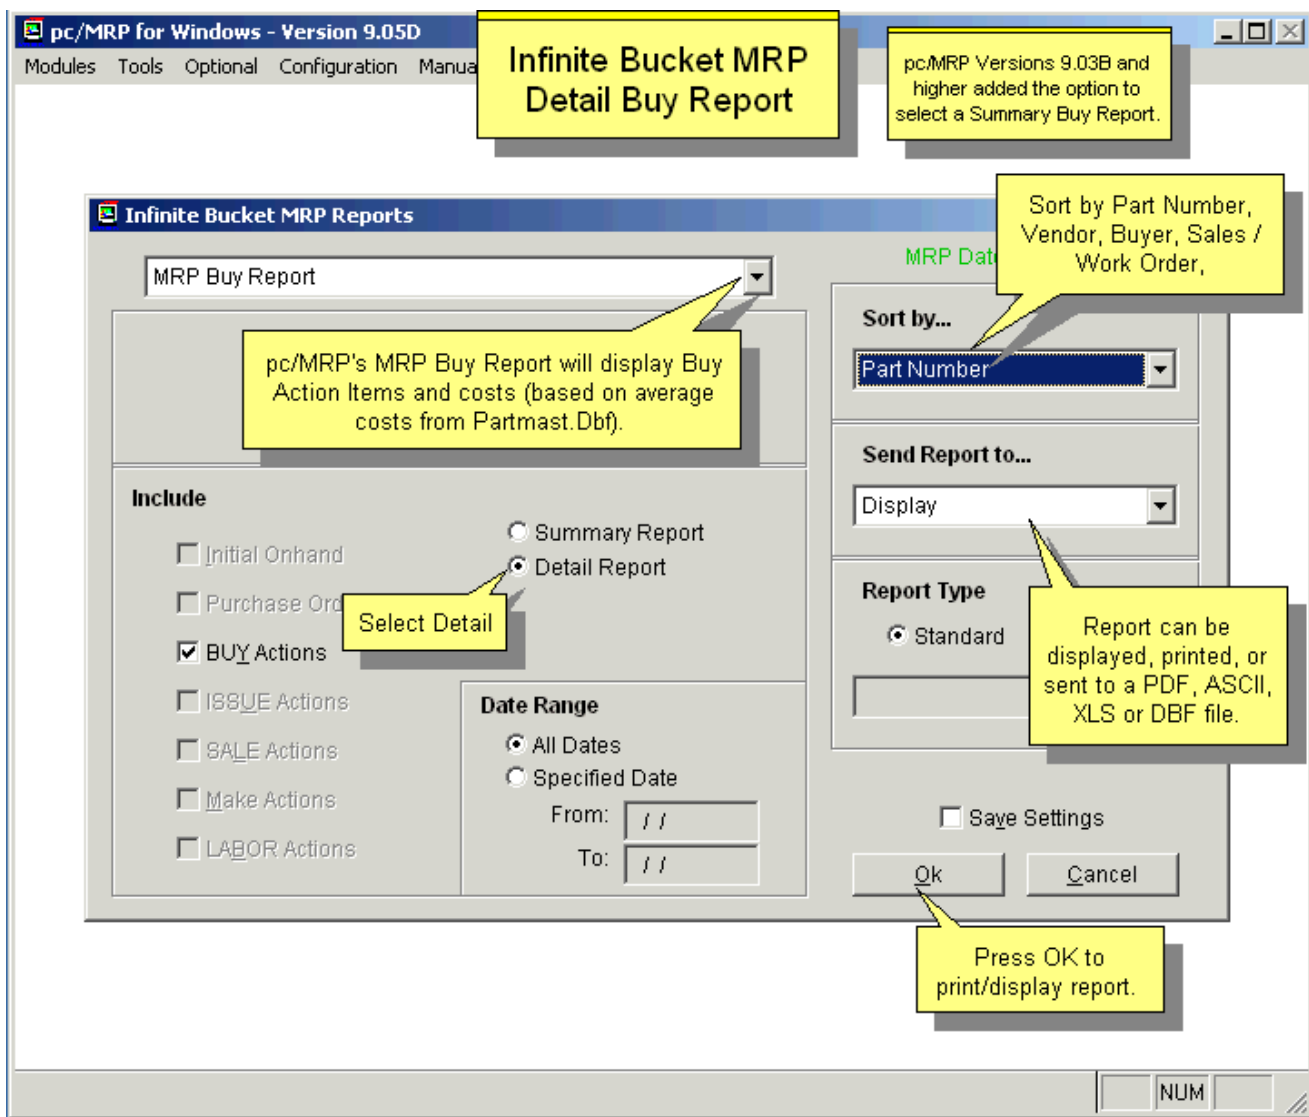 pc/MRP for Windows - Version 9.05D
Modules Tools Optional Configuration
Infinite Bucket MRP
Detail Buy Report
pc/MRP Versions 9.03B and
higher added the option to
select a Summary Buy Report.
Infinite Bucket MRP Reports
Sort by Part Number,
Vendor, Buyer, Sales /
Work Order,
MRP Buy Report
MRP
pc/MRP's MRP Buy Report will display Buy
Action Items and costs (based on average
costs from Partmast.Dbf).
Sort by...
Part Number
Send Report to...
Display
Include
Initial Onhand
Purchase
BUY Actions
ISSUE Actions
SALE Actions
Make Actions
LABOR Actions
Summary Report
Detail Report
Select Detail
Date Range
All Dates
Specified Date
From: / /
To: / /
Report Type
Standard
Report can be
displayed, printed, or
sent to a PDF, ASCII,
XLS or DBF file.
Save Settings
Ok Cancel
Press OK to
print/display report.
NUM